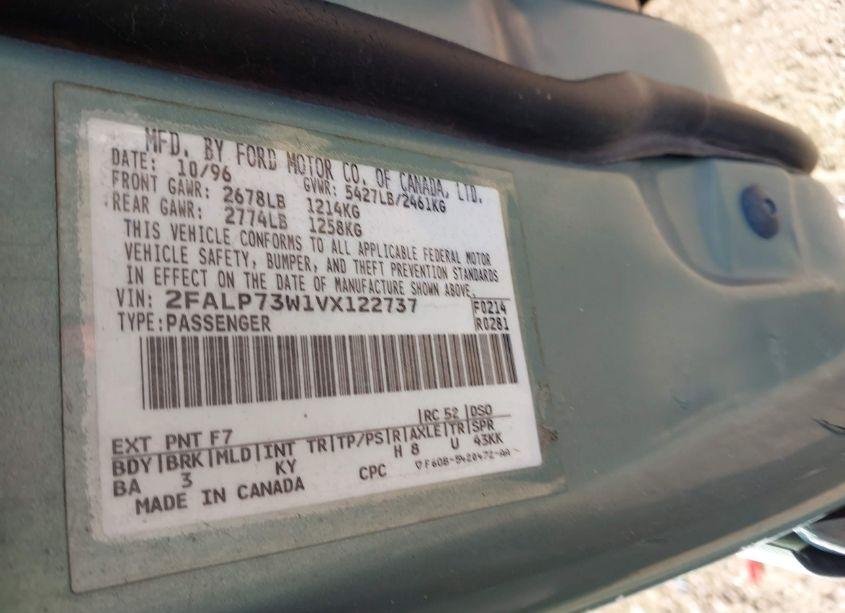 MFD. BY FORD MOTOR CO. OF CANADA, LTD.
DATE: 10/96 GVWR: 5427LB/2461KG
FRONT GAWR: 2678LB 1214KG
REAR GAWR: 2774LB 1258KG
THIS VEHICLE CONFORMS TO ALL APPLICABLE FEDERAL MOTOR
VEHICLE SAFETY, BUMPER, AND THEFT PREVENTION STANDARDS
IN EFFECT ON THE DATE OF MANUFACTURE SHOWN ABOVE.
VIN: 2FALP73W1VX122737 F0214
TYPE: PASSENGER R0281
EXT PNT F7 RC 52 DSO
BDY BRK MLD INT TR TP/PS R AXLE TR SPR
BA 3 KY H 8 U 43KK
MADE IN CANADA CPC F6DB-5420472-AA